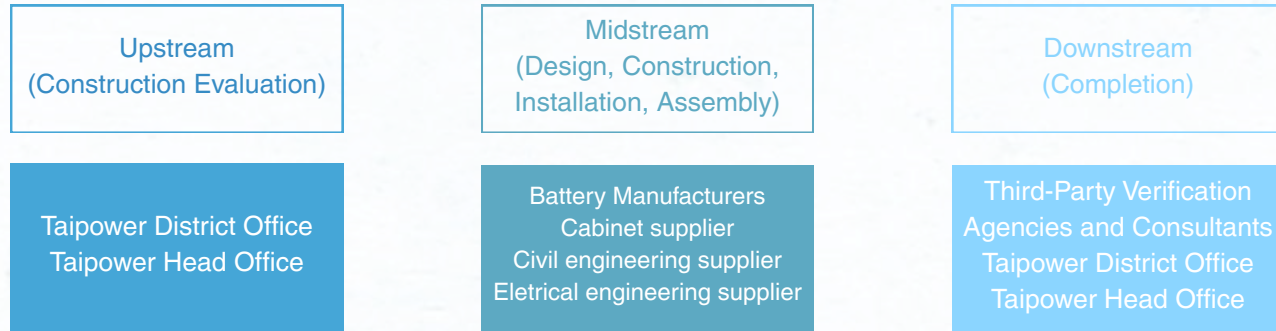 Upstream
(Construction Evaluation)
Midstream
(Design, Construction,
Installation, Assembly)
Downstream
(Completion)
Taipower District Office
Taipower Head Office
Battery Manufacturers
Cabinet supplier
Civil engineering supplier
Eletrical engineering supplier
Third-Party Verification
Agencies and Consultants
Taipower District Office
Taipower Head Office